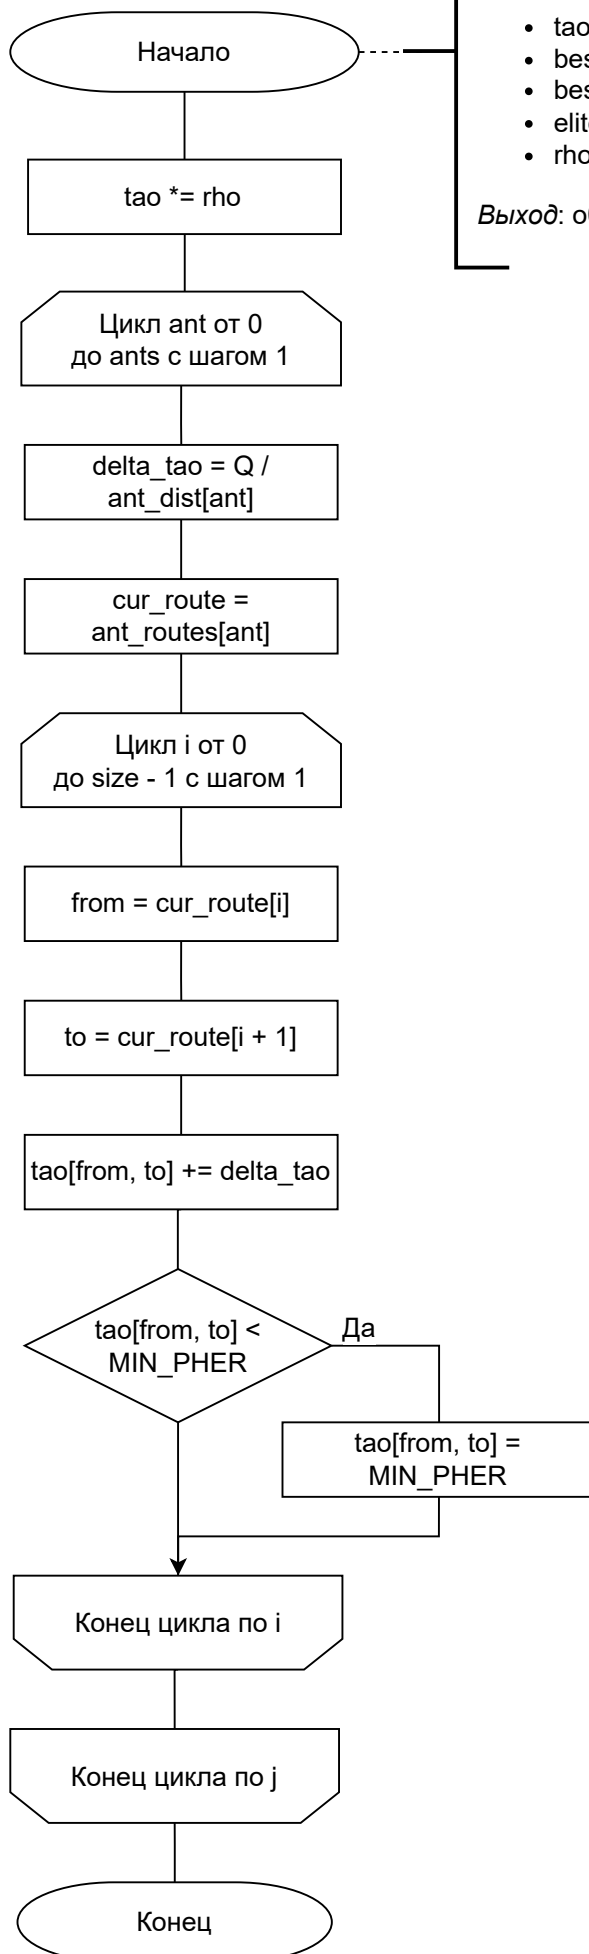 Начало
tao
rho
Выход:
tao *= rho
Цикл ant от 0
до ants с шагом 1
delta_tao = Q /
ant_dist[ant]
cur_route =
ant_routes[ant]
Цикл i от 0
до size - 1 с шагом 1
from = cur_route[i]
to = cur_route[i + 1]
tao[from, to] += delta_tao
tao[from, to] <
MIN_PHER
Да
tao[from, to] =
MIN_PHER
Конец цикла по i
Конец цикла по j
Конец